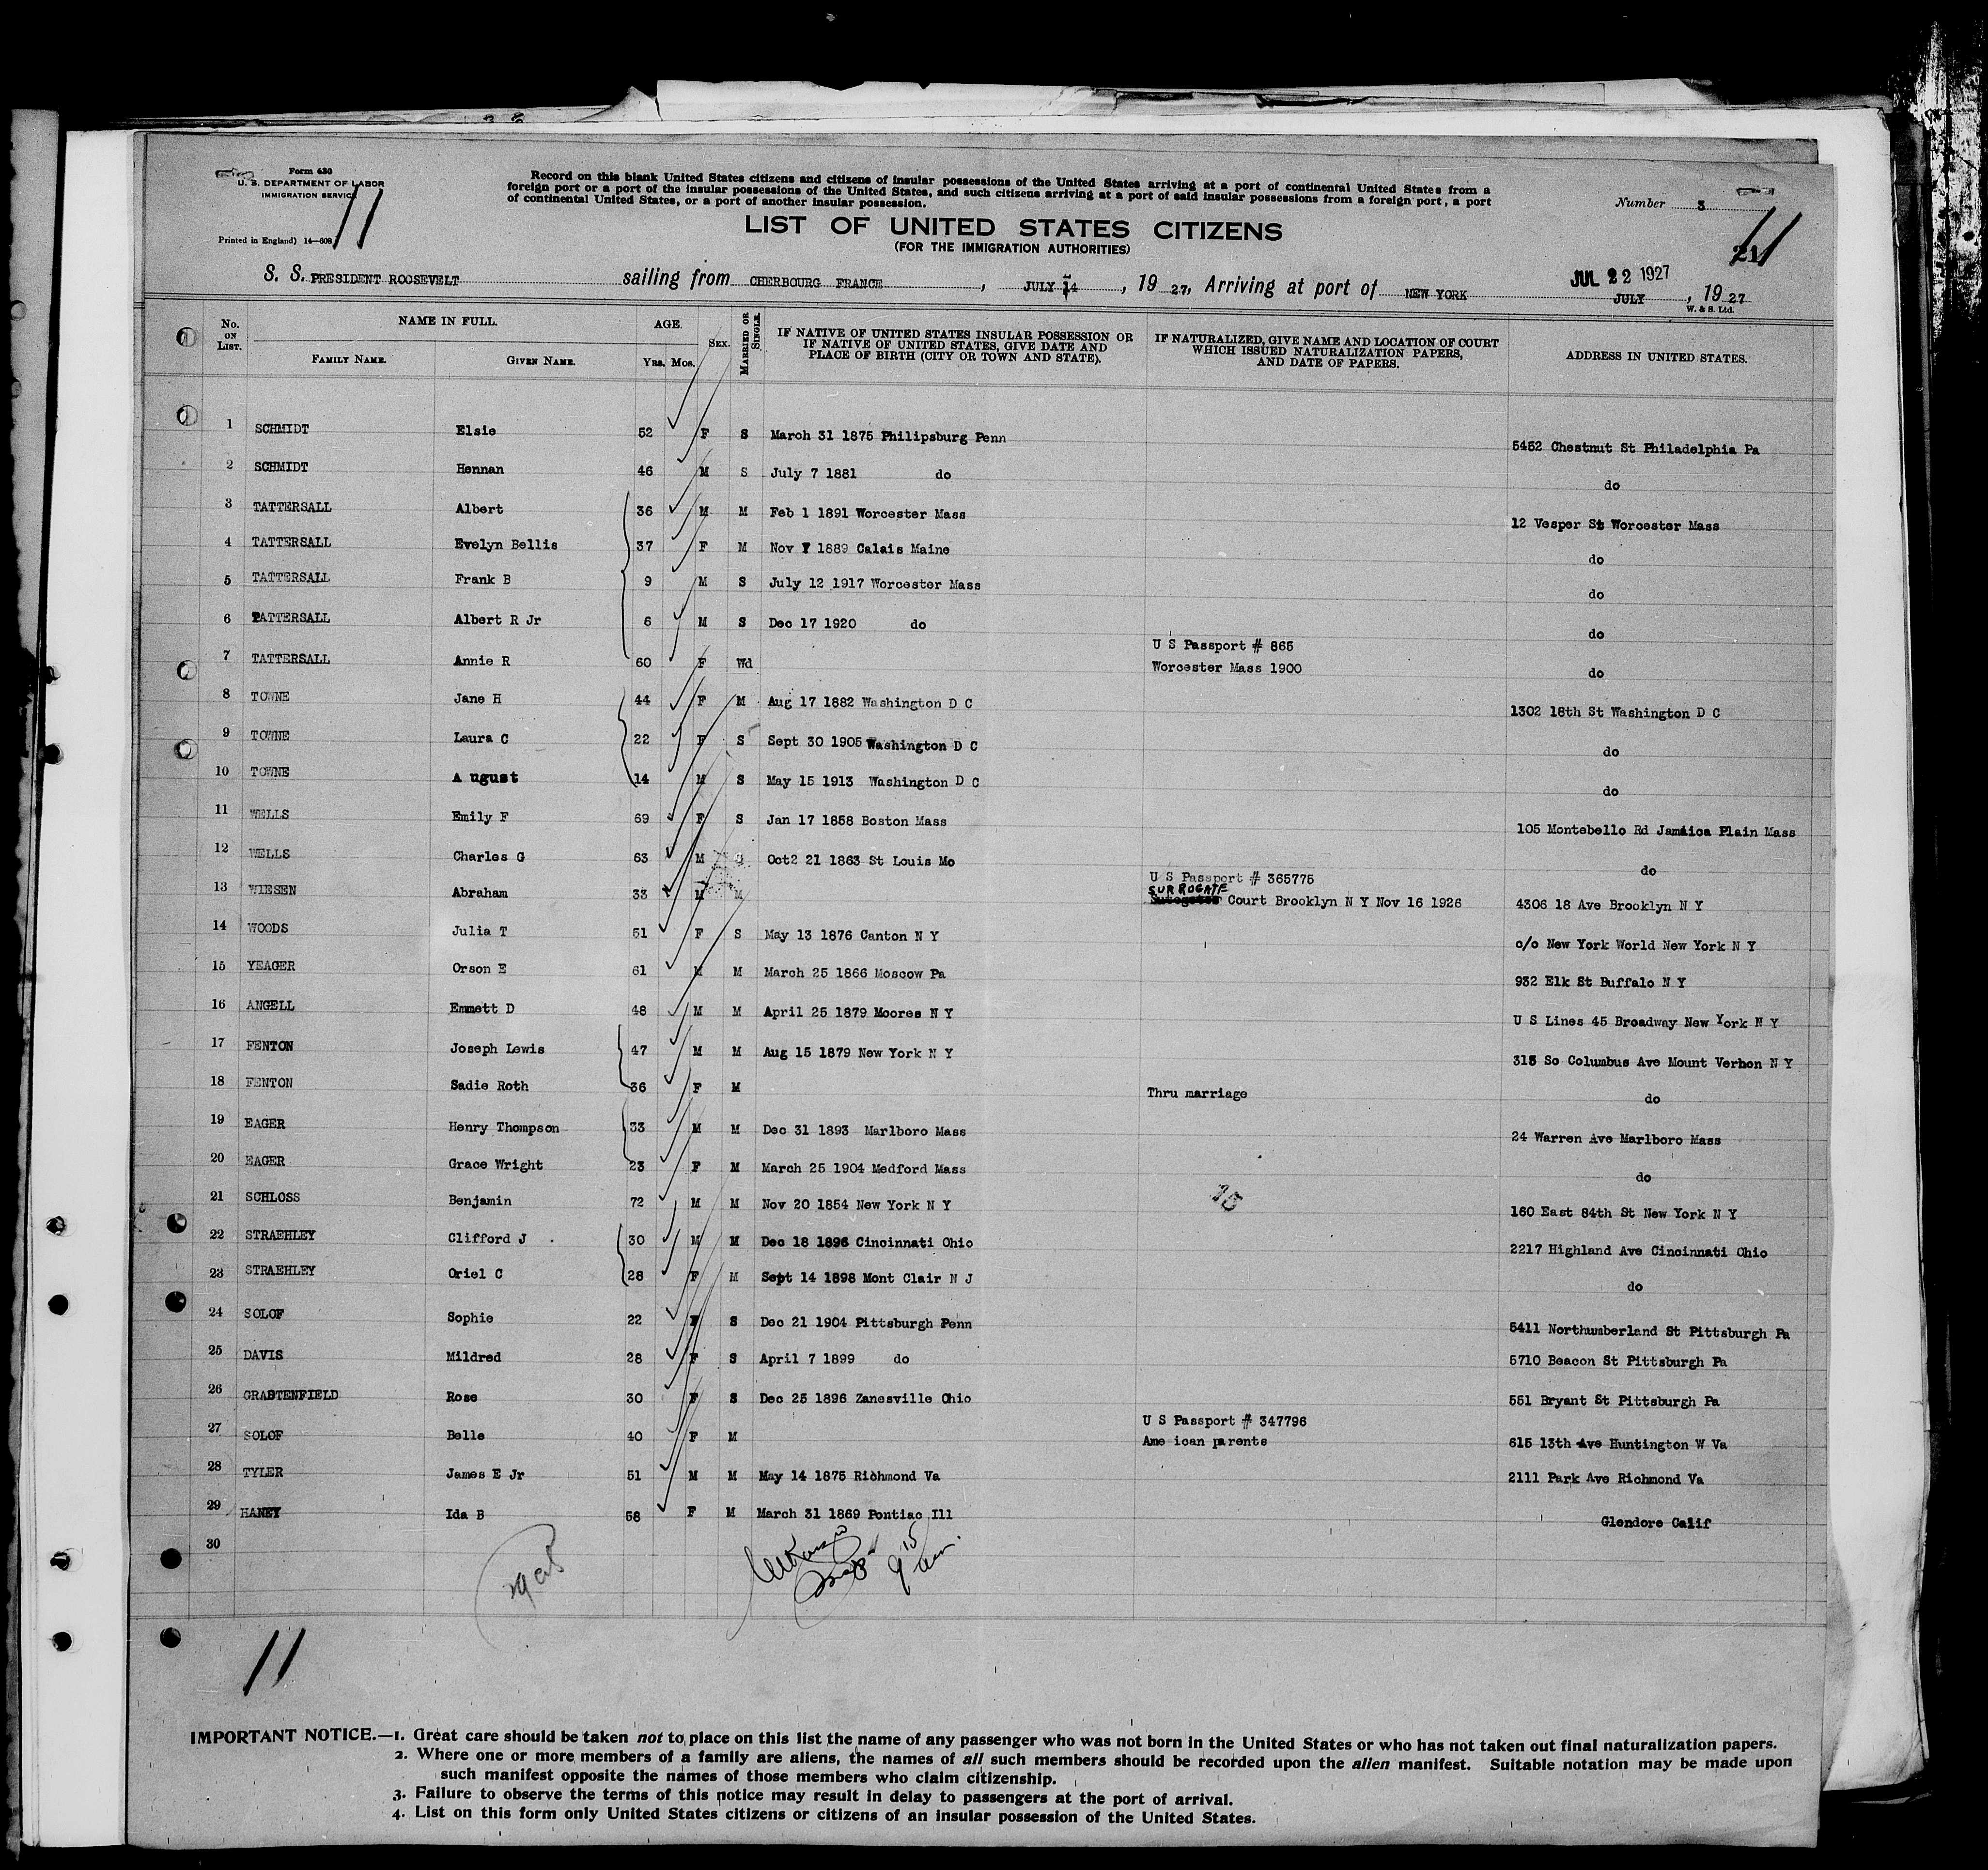 Form 630
U. S. DEPARTMENT OF LABOR
IMMIGRATION SERVICE
Printed in England) 14—608
11
Record on this blank United States citizens and citizens of insular possessions of the United States arriving at a port of continental United States from a
foreign port or a port of the insular possessions of the United States, and such citizens arriving at a port of said insular possessions from a foreign port, a port
of continental United States, or a port of another insular possession.
Number 3
11
LIST OF UNITED STATES CITIZENS
(FOR THE IMMIGRATION AUTHORITIES)
S. S. PRESIDENT ROOSEVELT sailing from CHERBOURG FRANCE, JULY 14, 19 27, Arriving at port of NEW YORK JULY, 19 27
JUL 22 1927
W. & S. Ltd.
No. ON LIST. NAME IN FULL. AGE. SEX. MARRIED OR SINGLE. IF NATIVE OF UNITED STATES INSULAR POSSESSION OR IF NATIVE OF UNITED STATES, GIVE DATE AND PLACE OF BIRTH (CITY OR TOWN AND STATE). IF NATURALIZED, GIVE NAME AND LOCATION OF COURT WHICH ISSUED NATURALIZATION PAPERS, AND DATE OF PAPERS. ADDRESS IN UNITED STATES.
FAMILY NAME. GIVEN NAME. Yrs. Mos.
1 SCHMIDT Elsie 52 F S March 31 1875 Philipsburg Penn 5452 Chestnut St Philadelphia Pa
2 SCHMIDT Hennan 46 M S July 7 1881 do do
3 TATTERSALL Albert 36 M M Feb 1 1891 Worcester Mass 12 Vesper St Worcester Mass
4 TATTERSALL Evelyn Bellis 37 F M Nov 7 1889 Calais Maine do
5 TATTERSALL Frank B 9 M S July 12 1917 Worcester Mass do
6 TATTERSALL Albert R Jr 6 M S Dec 17 1920 do do
U S Passport # 865
7 TATTERSALL Annie R 60 F Wd Worcester Mass 1900 do
8 TOWNE Jane H 44 F M Aug 17 1882 Washington D C 1302 18th St Washington D C
9 TOWNE Laura C 22 F S Sept 30 1905 Washington D C do
10 TOWNE A ugust 14 M S May 15 1913 Washington D C do
11 WELLS Emily F 69 F S Jan 17 1858 Boston Mass 105 Montebello Rd Jamaica Plain Mass
12 WELLS Charles G 63 M Oct2 21 1863 St Louis Mo do
U S Passport # 365775
13 WIESEN Abraham 33 M M SURROGATE Court Brooklyn N Y Nov 16 1926 4306 18 Ave Brooklyn N Y
14 WOODS Julia T 51 F S May 13 1876 Canton N Y c/o New York World New York N Y
15 YEAGER Orson E 61 M M March 25 1866 Moscow Pa 932 Elk St Buffalo N Y
16 ANGELL Emmett D 48 M M April 25 1879 Moores N Y U S Lines 45 Broadway New York N Y
17 FENTON Joseph Lewis 47 M M Aug 15 1879 New York N Y 315 So Columbus Ave Mount Verhon N Y
18 FENTON Sadie Roth 36 F M Thru marriage do
19 EAGER Henry Thompson 33 M M Dec 31 1893 Marlboro Mass 24 Warren Ave Marlboro Mass
20 EAGER Grace Wright 23 F M March 25 1904 Medford Mass do
21 SCHLOSS Benjamin 72 M M Nov 20 1854 New York N Y 15 160 East 84th St New York N Y
22 STRAEHLEY Clifford J 30 M M Dec 18 1896 Cincinnati Ohio 2217 Highland Ave Cincinnati Ohio
23 STRAEHLEY Oriel C 28 F M Sept 14 1898 Mont Clair N J do
24 SOLOF Sophie 22 F S Dec 21 1904 Pittsburgh Penn 5411 Northumberland St Pittsburgh Pa
25 DAVIS Mildred 28 F S April 7 1899 do 5710 Beacon St Pittsburgh Pa
26 GRASTENFIELD Rose 30 F S Dec 25 1896 Zanesville Ohio 551 Bryant St Pittsburgh Pa
U S Passport # 347796
27 SOLOF Belle 40 F M Ame ican parents 615 13th Ave Huntington W Va
28 TYLER James E Jr 51 M M May 14 1875 Richmond Va 2111 Park Ave Richmond Va
29 HANEY Ida B 58 F M March 31 1869 Pontiac Ill Glendore Calif
30
9 15 am.
11
IMPORTANT NOTICE.—1. Great care should be taken not to place on this list the name of any passenger who was not born in the United States or who has not taken out final naturalization papers.
2. Where one or more members of a family are aliens, the names of all such members should be recorded upon the alien manifest. Suitable notation may be made upon
such manifest opposite the names of those members who claim citizenship.
3. Failure to observe the terms of this notice may result in delay to passengers at the port of arrival.
4. List on this form only United States citizens or citizens of an insular possession of the United States.